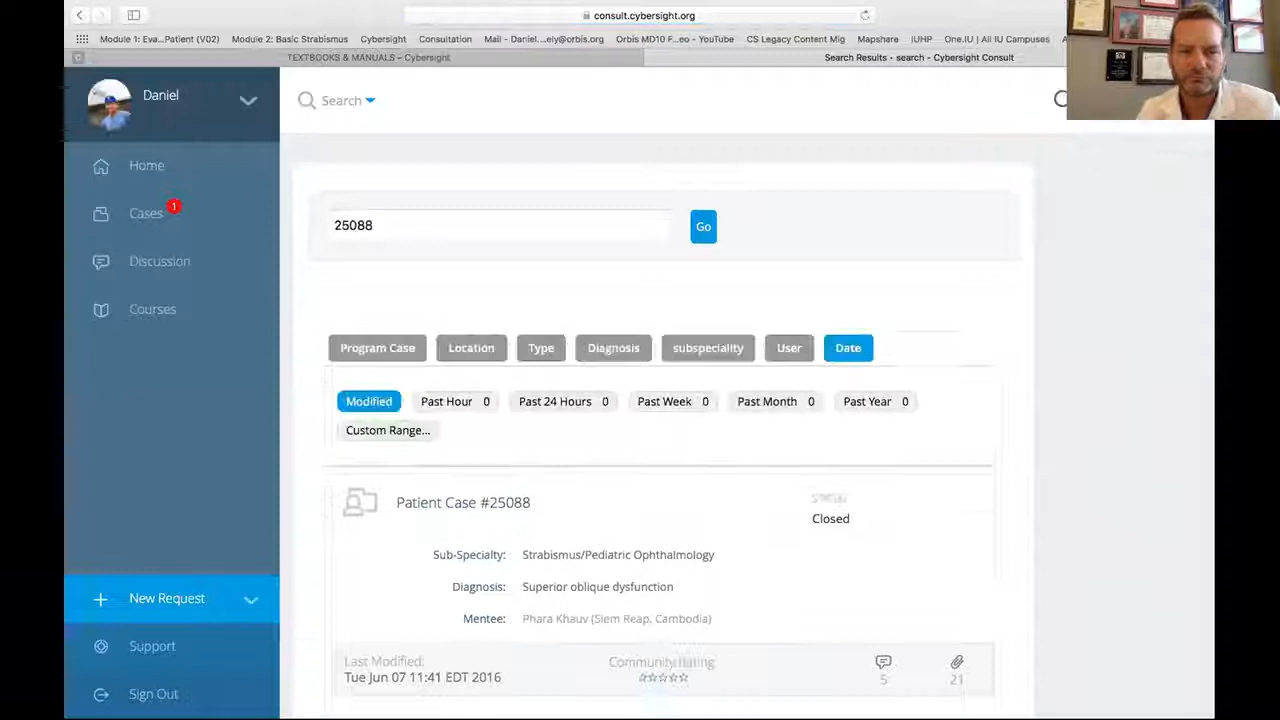 consult.cybersight.org
Module 1: Eva...Patient (V02) Module 2: Basic Strabismus Cybersight Consultation Mail - Daniel....ely@orbis.org Orbis MD10 F...eo - YouTube CS Legacy Content Mig Mapshare IUHP One.IU | All IU Campuses
TEXTBOOKS & MANUALS – Cybersight Search Results - search - Cybersight Consult
Daniel
Search
Home
Cases 1
Discussion
Courses
New Request
Support
Sign Out
25088 Go
Program Case Location Type Diagnosis subspeciality User Date
Modified Past Hour 0 Past 24 Hours 0 Past Week 0 Past Month 0 Past Year 0
Custom Range...
Patient Case #25088
Closed
Sub-Specialty: Strabismus/Pediatric Ophthalmology
Diagnosis: Superior oblique dysfunction
Mentee: Phara Khauv (Siem Reap, Cambodia)
Last Modified: Community Rating
Tue Jun 07 11:41 EDT 2016 5 21